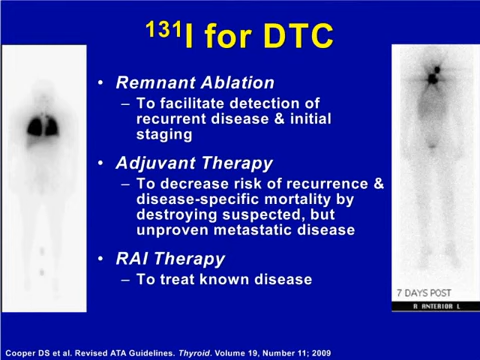 131I for DTC
• Remnant Ablation
– To facilitate detection of
recurrent disease & initial
staging
• Adjuvant Therapy
– To decrease risk of recurrence &
disease-specific mortality by
destroying suspected, but
unproven metastatic disease
• RAI Therapy
– To treat known disease
7 DAYS POST
R ANTERIOR L
Cooper DS et al. Revised ATA Guidelines. Thyroid. Volume 19, Number 11; 2009